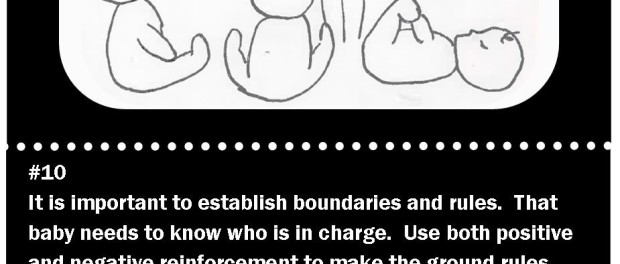 #10
It is important to establish boundaries and rules.  That
baby needs to know who is in charge.  Use both positive
and negative reinforcement to make the ground rules